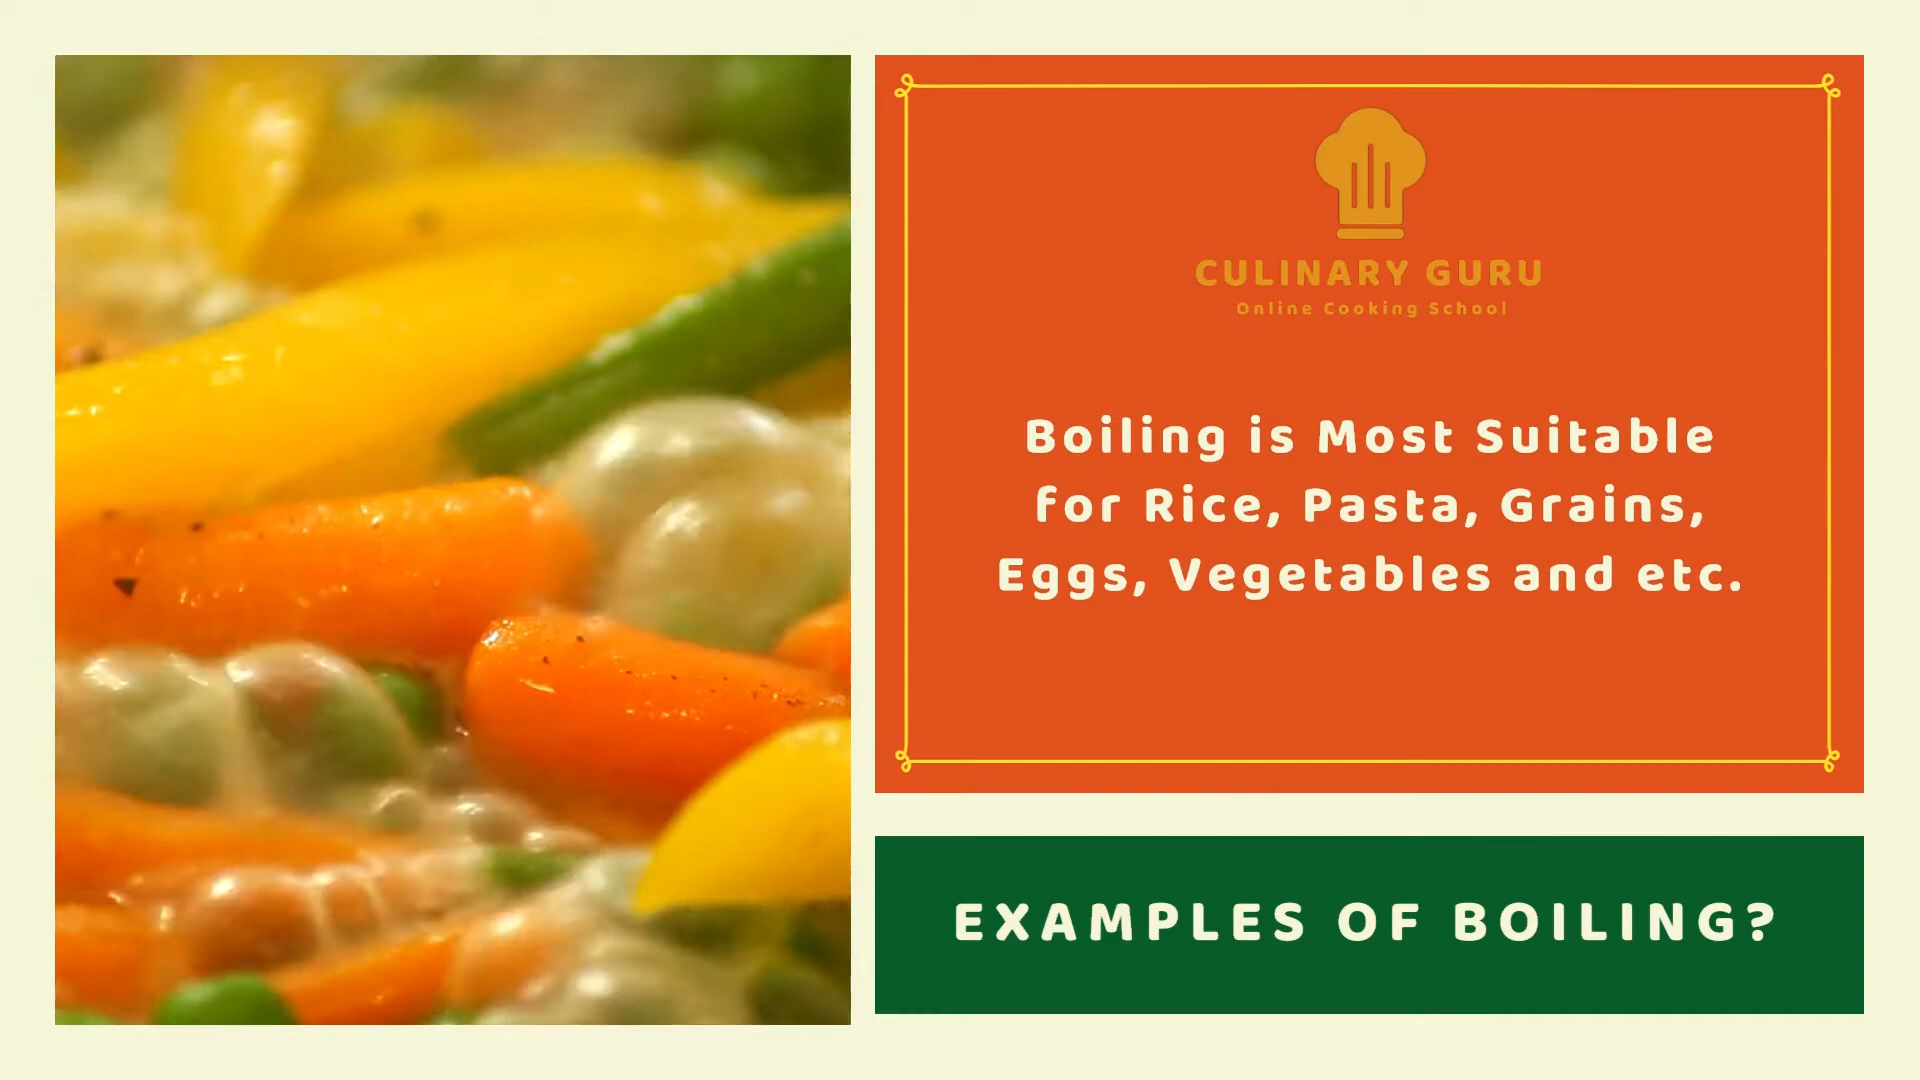 CULINARY GURU
Online Cooking School
Boiling is Most Suitable
for Rice, Pasta, Grains,
Eggs, Vegetables and etc.
EXAMPLES OF BOILING?